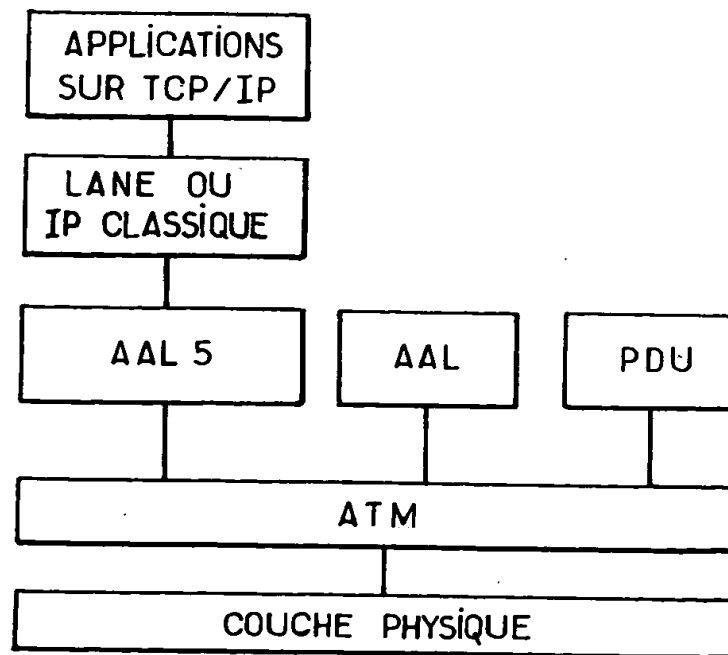 APPLICATIONS
SUR TCP/IP
LANE OU
IP CLASSIQUE
AAL 5
AAL
PDU
ATM
COUCHE PHYSIQUE